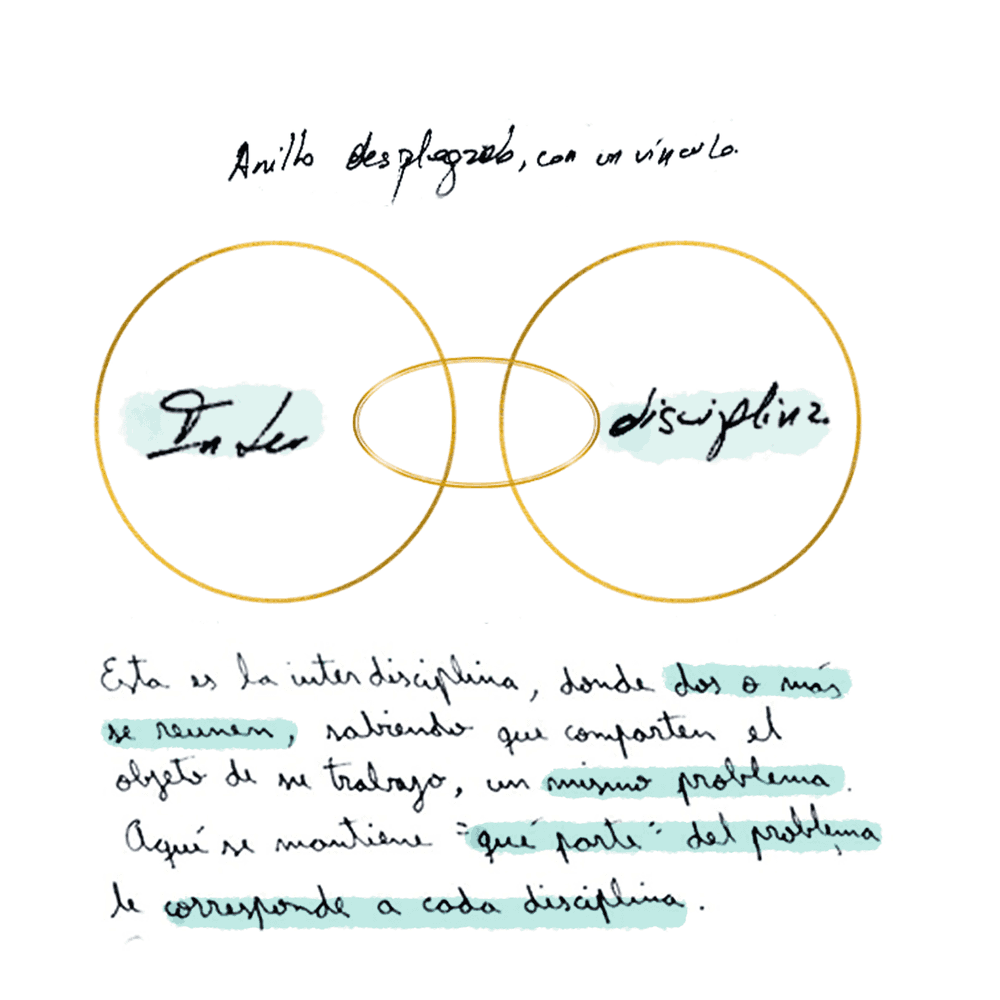 Anillo desplegado, con un vínculo.
Inter disciplina.
Esta es la interdisciplina, donde dos o más
se reunen, sabiendo que comparten el
objeto de su trabajo, un mismo problema.
Aquí se mantiene "qué parte" del problema
le corresponde a cada disciplina.